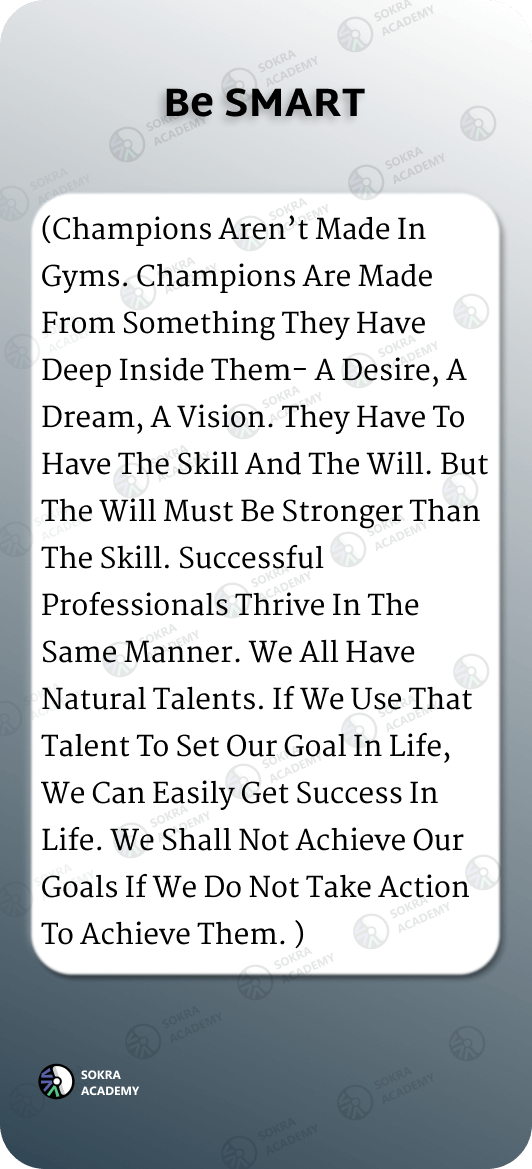 Be SMART
(Champions Aren’t Made In
Gyms. Champions Are Made
From Something They Have
Deep Inside Them- A Desire, A
Dream, A Vision. They Have To
Have The Skill And The Will. But
The Will Must Be Stronger Than
The Skill. Successful
Professionals Thrive In The
Same Manner. We All Have
Natural Talents. If We Use That
Talent To Set Our Goal In Life,
We Can Easily Get Success In
Life. We Shall Not Achieve Our
Goals If We Do Not Take Action
To Achieve Them. )
SOKRA
ACADEMY